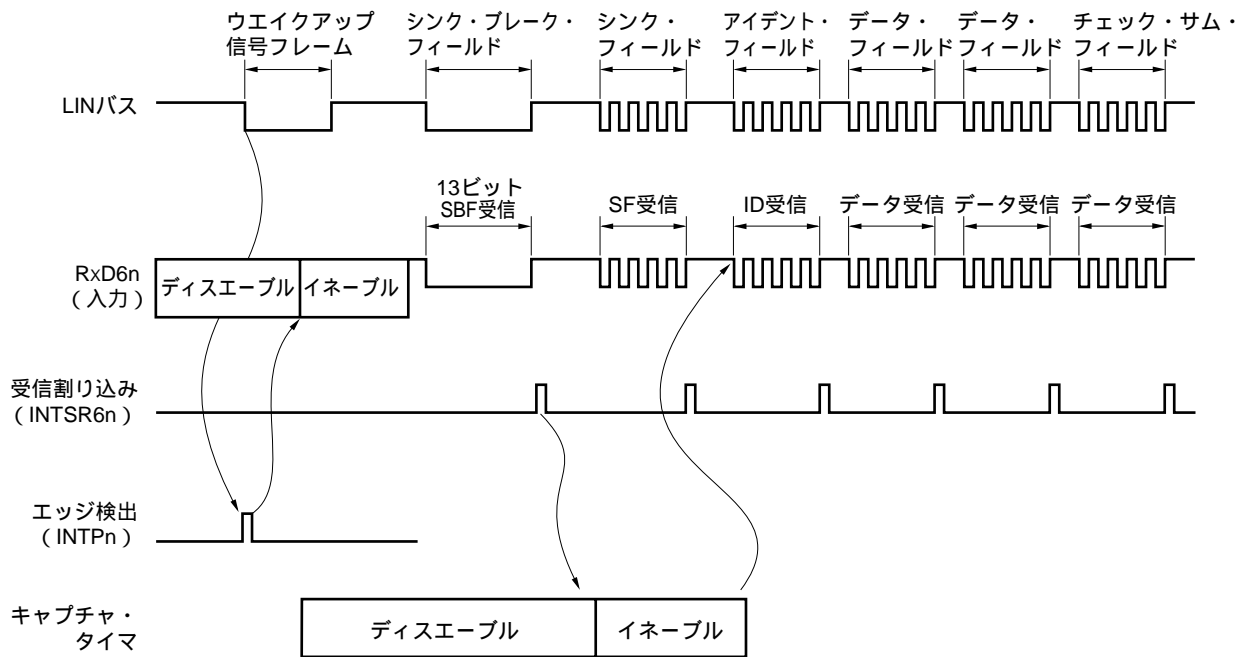 ウエイクアップ
信号フレーム
シンク・ブレーク・
フィールド
シンク・
フィールド
アイデント・
フィールド
データ・
フィールド
データ・
フィールド
チェック・サム・
フィールド
LINバス
13ビット
SBF受信
SF受信
ID受信
データ受信
データ受信
データ受信
RxD6n
（入力）
ディスエーブル
イネーブル
受信割り込み
（INTSR6n）
エッジ検出
（INTPn）
キャプチャ・
タイマ
ディスエーブル
イネーブル